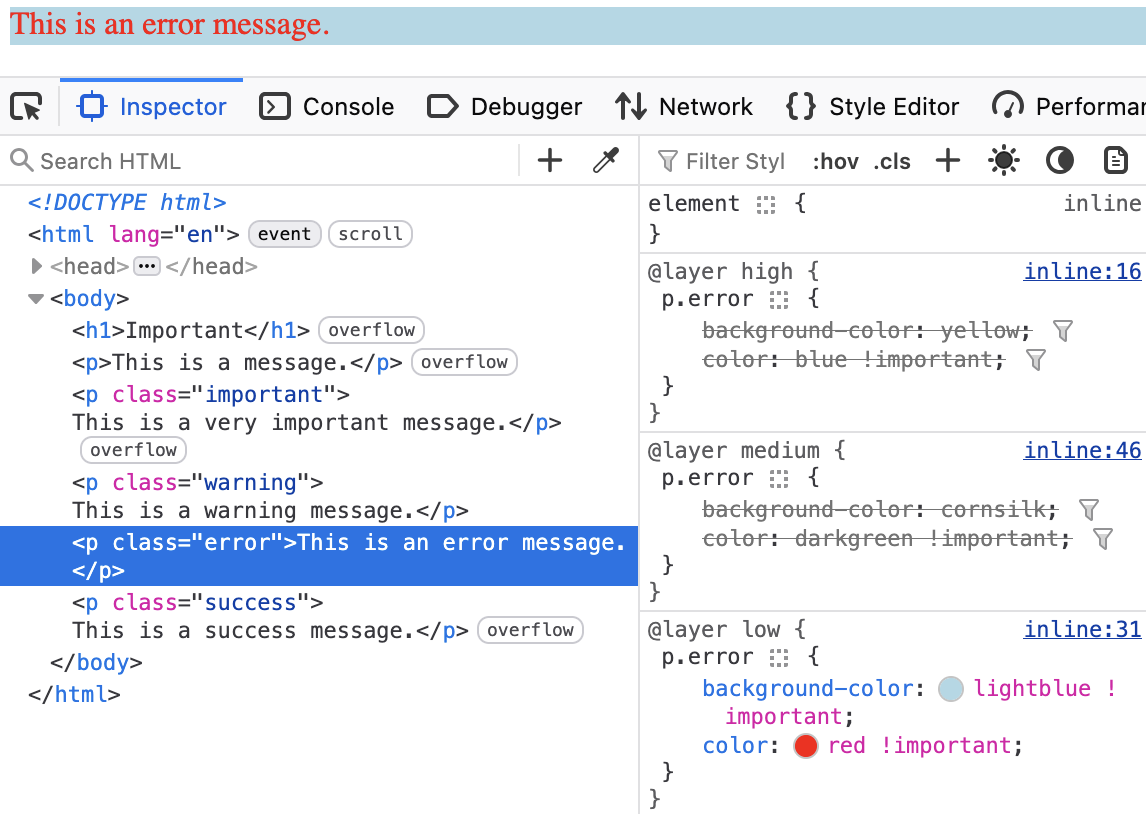 This is an error message.
Inspector Console Debugger Network Style Editor Performa
Search HTML
<!DOCTYPE html>
<html lang="en"> event scroll
<head> ••• </head>
<body>
<h1>Important</h1> overflow
<p>This is a message.</p> overflow
<p class="important">
This is a very important message.</p>
overflow
<p class="warning">
This is a warning message.</p>
<p class="error">This is an error message.
</p>
<p class="success">
This is a success message.</p> overflow
</body>
</html>
Filter Styl :hov .cls
element { inline
}
@layer high { inline:16
p.error {
background-color: yellow;
color: blue !important;
}
}
@layer medium { inline:46
p.error {
background-color: cornsilk;
color: darkgreen !important;
}
}
@layer low { inline:31
p.error {
background-color: lightblue !
important;
color: red !important;
}
}